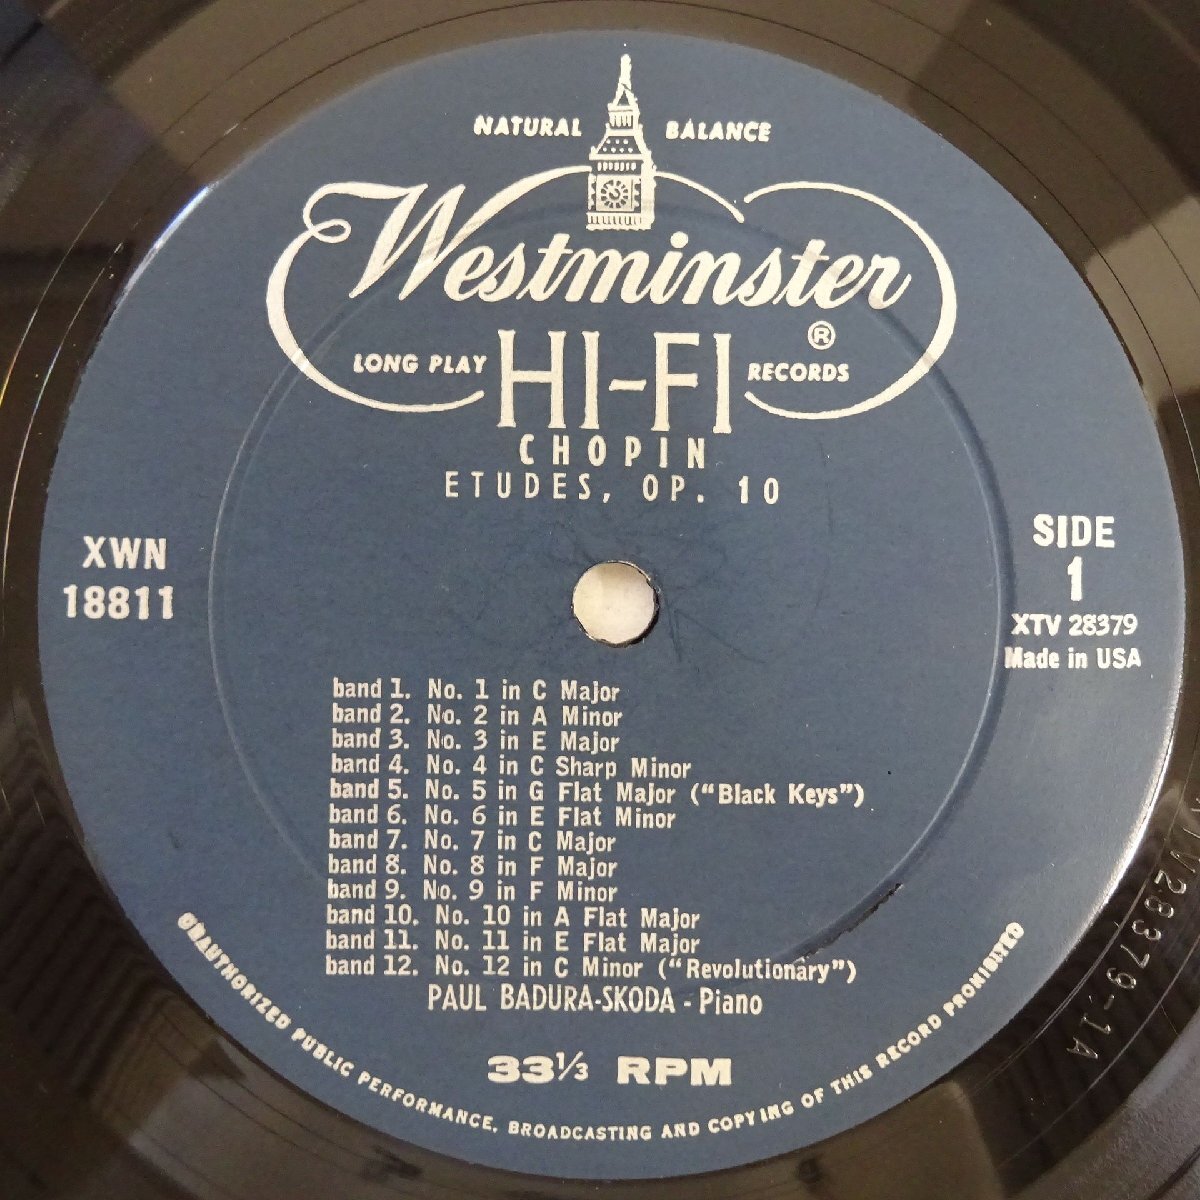 NATURAL BALANCE
Westminster
®
LONG PLAY HI-FI RECORDS
CHOPIN
ETUDES, OP. 10
XWN
18811
SIDE
1
XTV 28379
Made in USA
band 1. No. 1 in C Major
band 2. No. 2 in A Minor
band 3. No. 3 in E Major
band 4. No. 4 in C Sharp Minor
band 5. No. 5 in G Flat Major ("Black Keys")
band 6. No. 6 in E Flat Minor
band 7. No. 7 in C Major
band 8. No. 8 in F Major
band 9. No. 9 in F Minor
band 10. No. 10 in A Flat Major
band 11. No. 11 in E Flat Major
band 12. No. 12 in C Minor ("Revolutionary")
PAUL BADURA-SKODA - Piano
33⅓ RPM
UNAUTHORIZED PUBLIC PERFORMANCE, BROADCASTING AND COPYING OF THIS RECORD PROHIBITED
V28379-1A